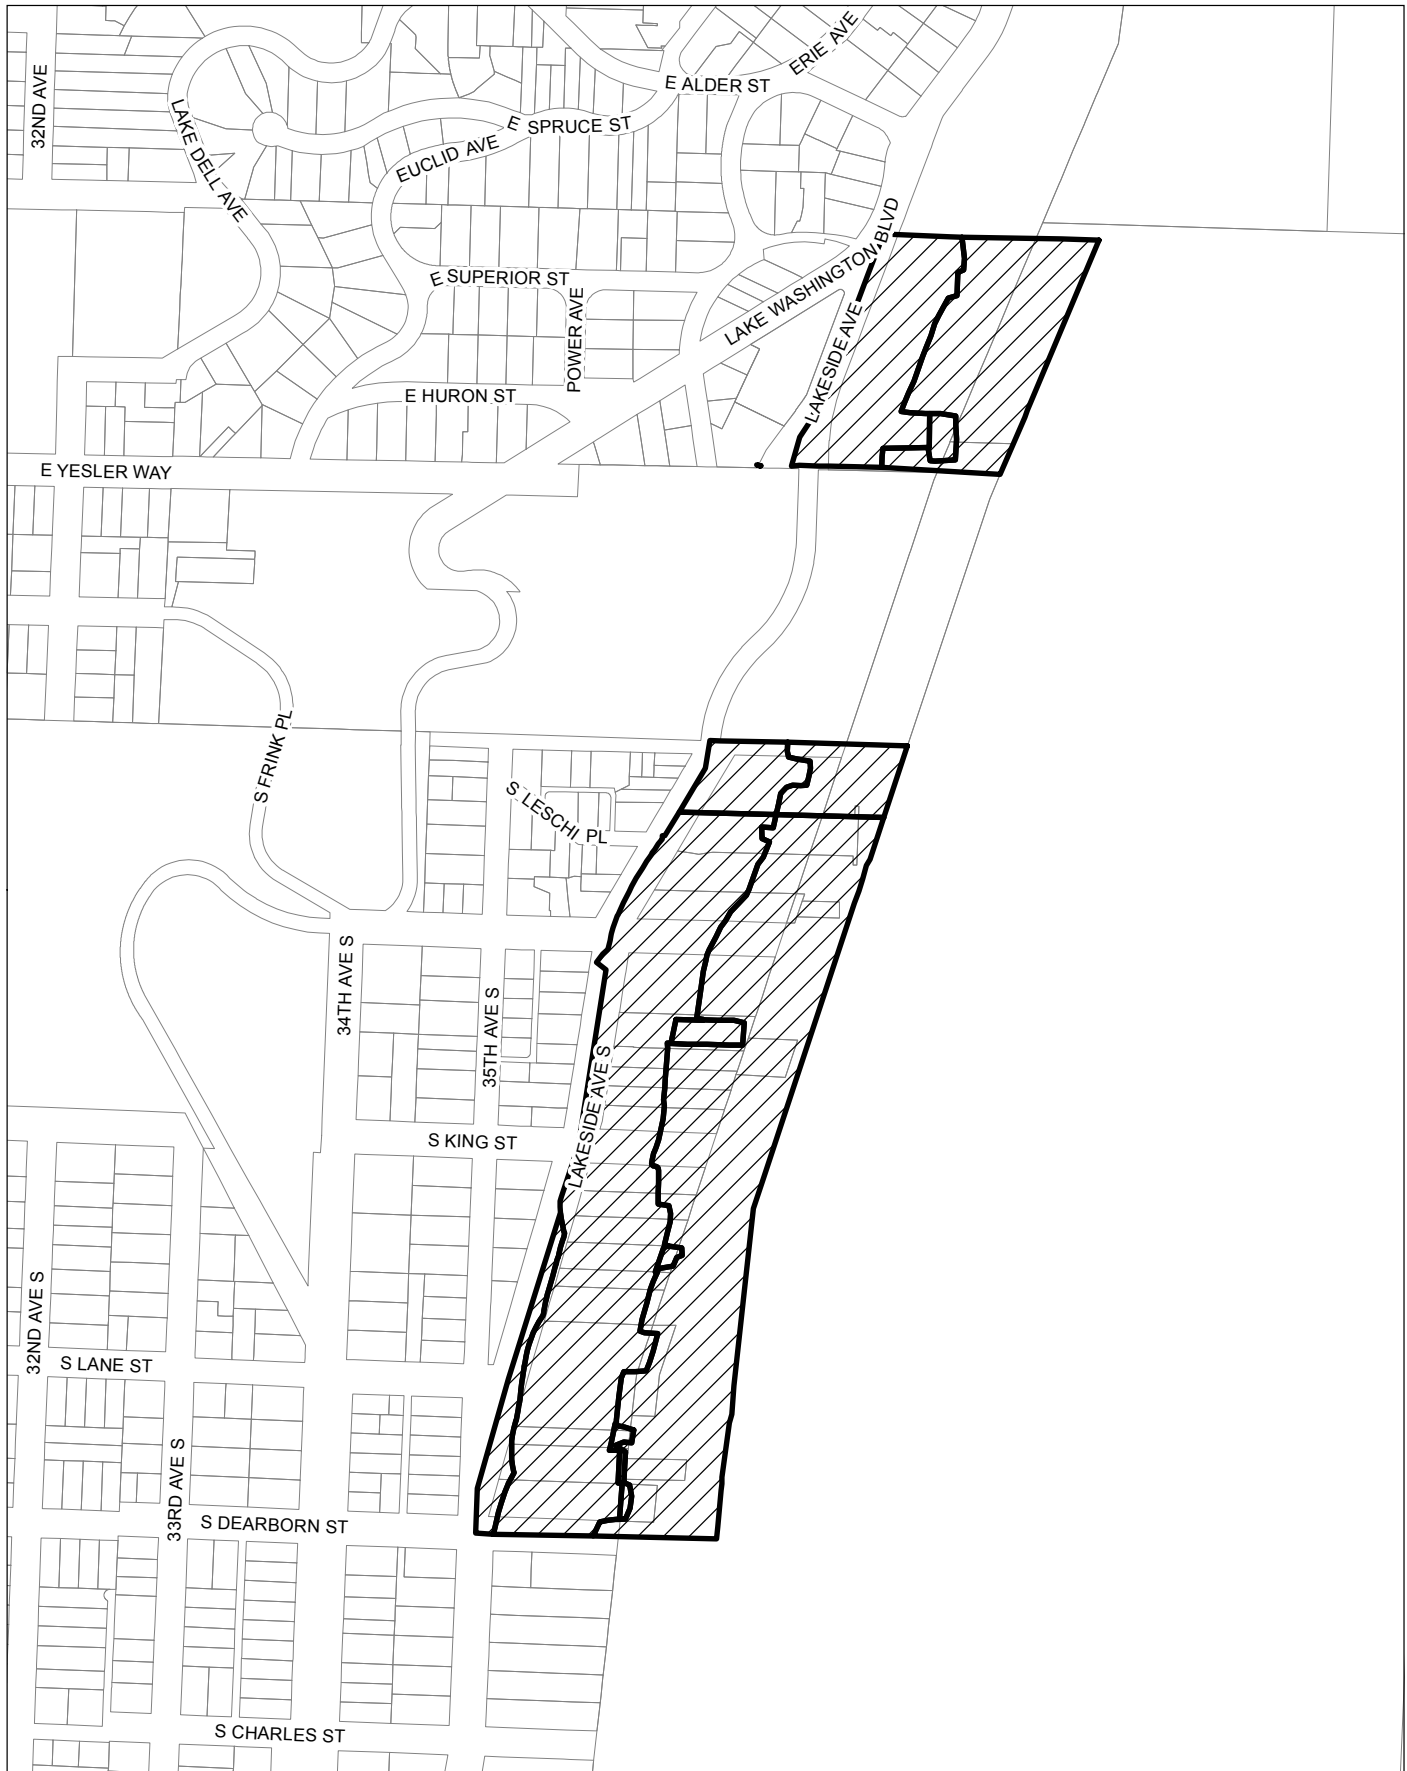 32ND AVE
LAKE DELL AVE
E ALDER ST
ERIE AVE
E SPRUCE ST
EUCLID AVE
E SUPERIOR ST
POWER AVE
LAKE WASHINGTON BLVD
LAKESIDE AVE
E HURON ST
E YESLER WAY
S FRINK PL
S LESCHI PL
34TH AVE S
35TH AVE S
LAKESIDE AVE S
S KING ST
32ND AVE S
S LANE ST
33RD AVE S
S DEARBORN ST
S CHARLES ST